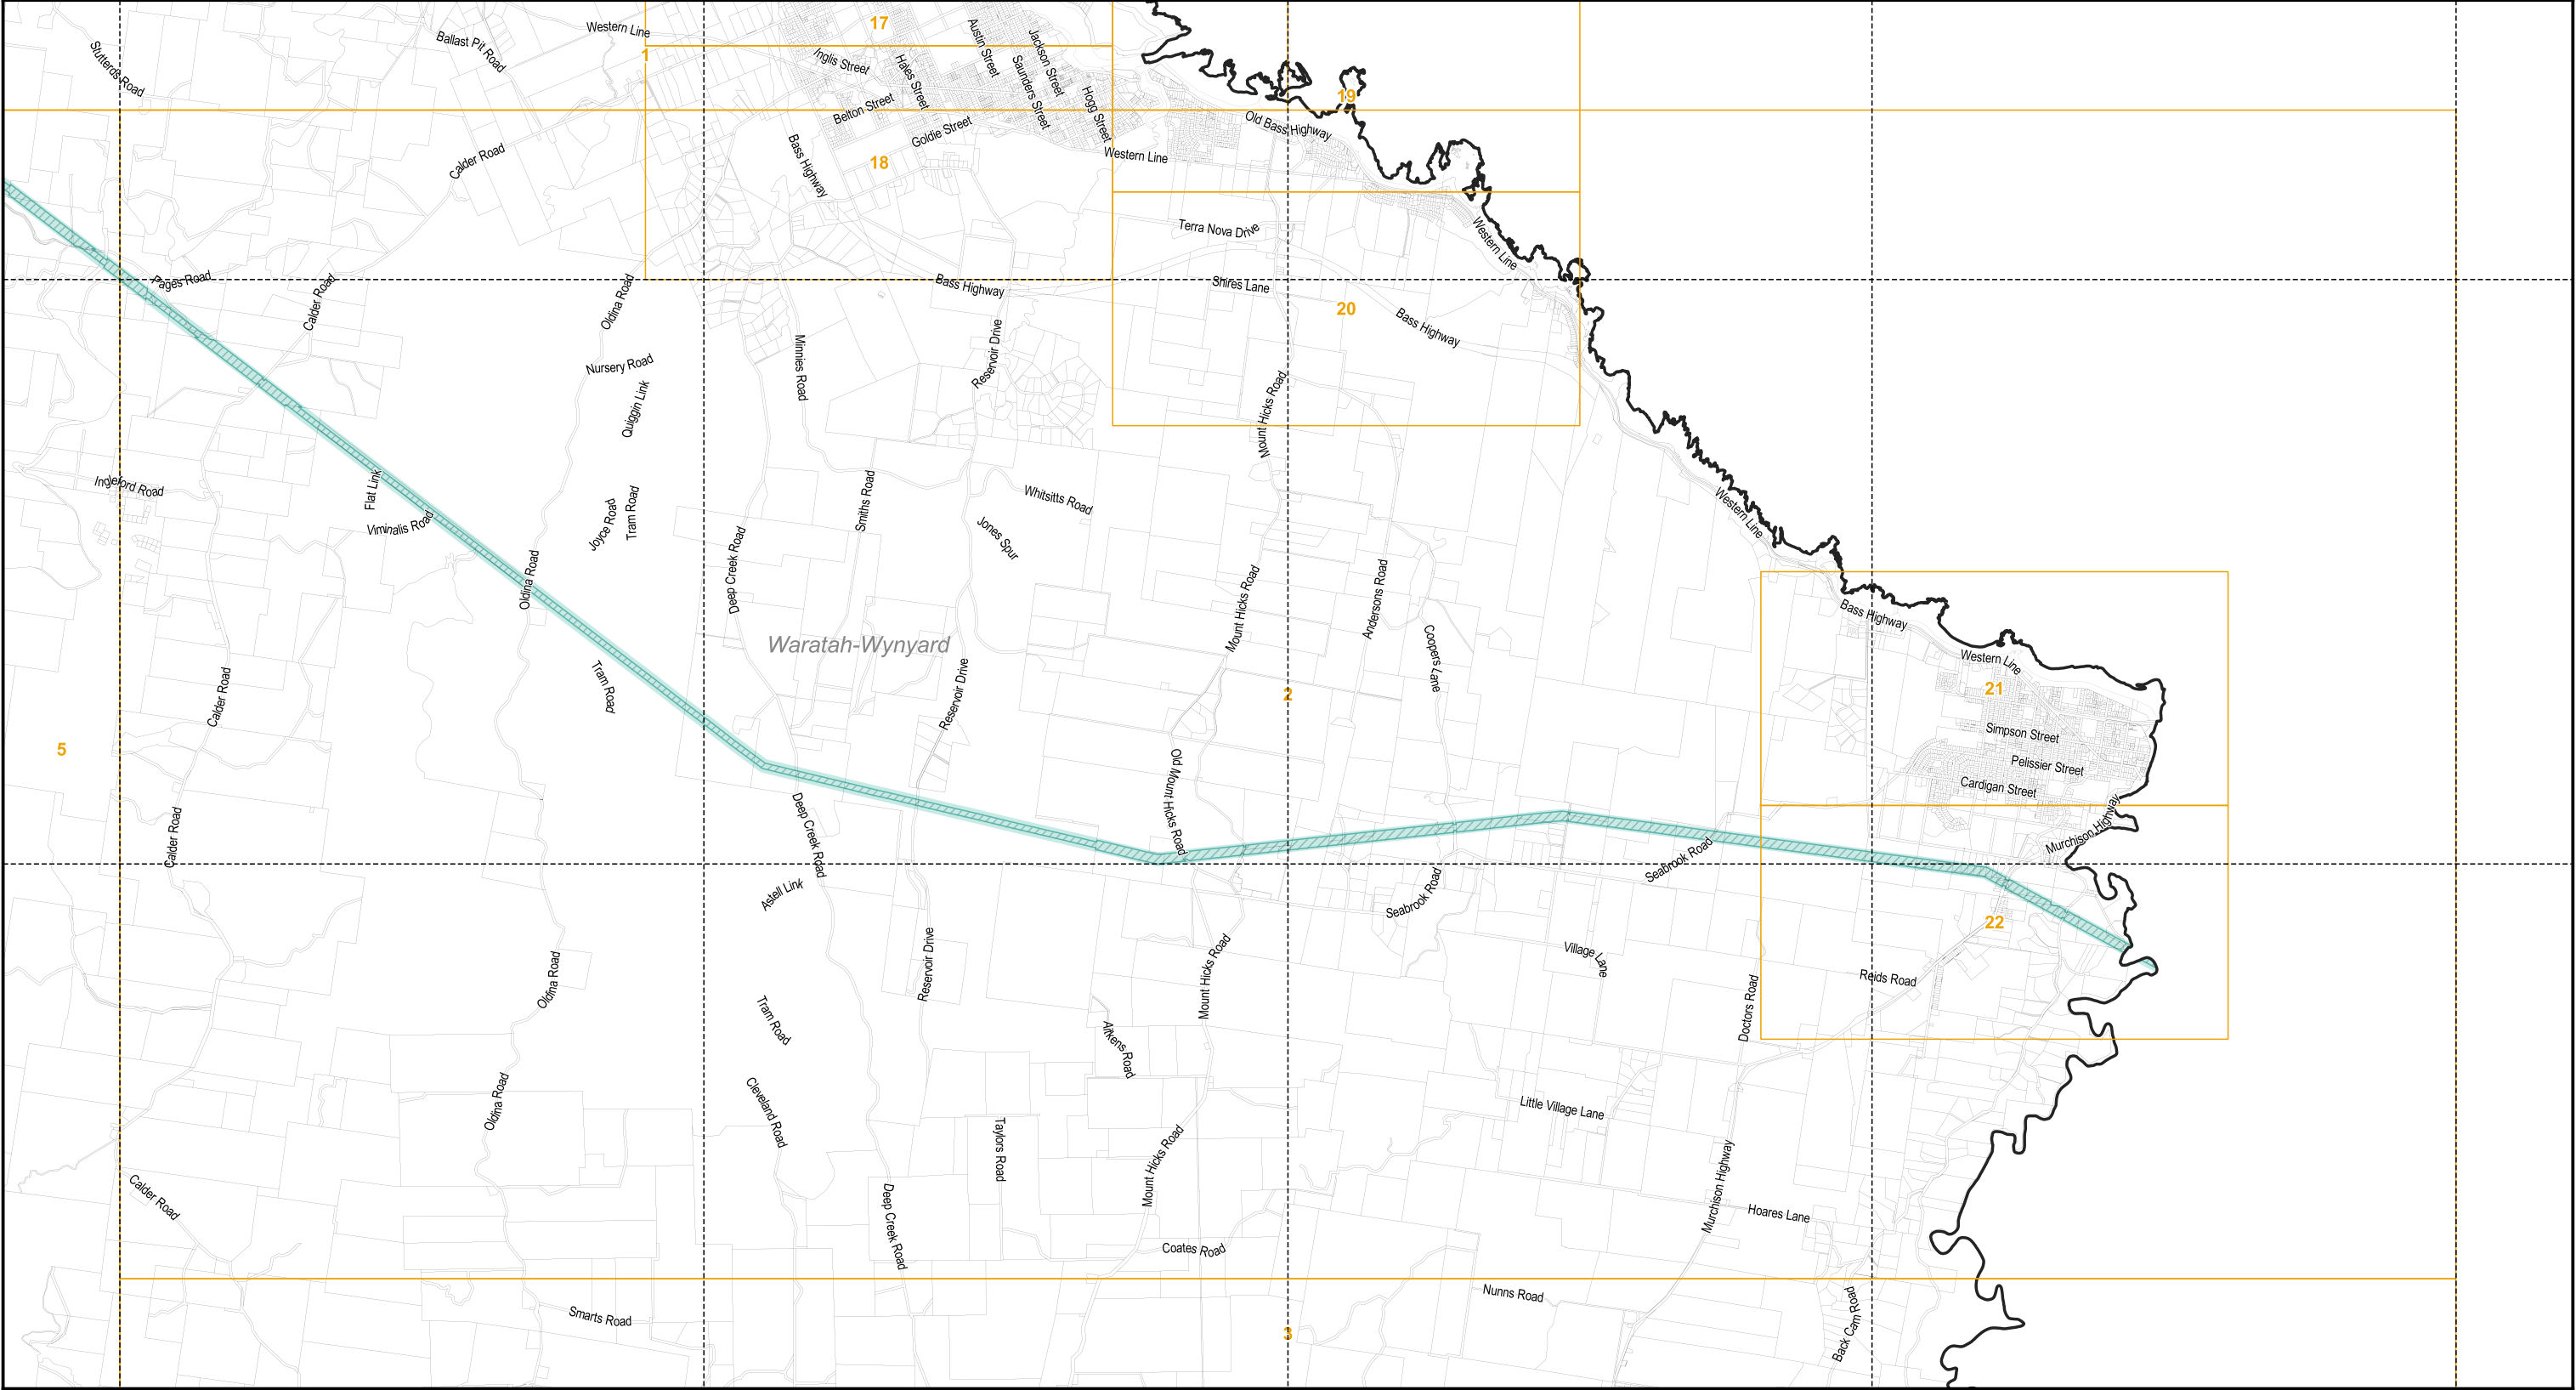 17
Western Line
Ballast Pit Road
Stutterds Road
1
Inglis Street
Hales Street
Austin Street
Jackson Street
Saunders Street
Hogg Street
19
Belton Street
Goldie Street
Old Bass Highway
Calder Road
Bass Highway
18
Western Line
Terra Nova Drive
Western Line
Pages Road
Calder Road
Oldina Road
Bass Highway
Shires Lane
20
Bass Highway
Nursery Road
Minnies Road
Reservoir Drive
Quiggin Link
Mount Hicks Road
Ingleford Road
Flat Link
Viminalis Road
Joyce Road
Tram Road
Smiths Road
Whitsitts Road
Jones Spur
Western Line
Oldina Road
Deep Creek Road
Mount Hicks Road
Andersons Road
Coopers Lane
Bass Highway
Waratah-Wynyard
Western Line
Calder Road
Tram Road
Reservoir Drive
2
21
5
Simpson Street
Pelissier Street
Cardigan Street
Old Mount Hicks Road
Calder Road
Deep Creek Road
Murchison Highway
Seabrook Road
Astell Link
Seabrook Road
22
Oldina Road
Reservoir Drive
Mount Hicks Road
Village Lane
Reids Road
Doctors Road
Tram Road
Aitkens Road
Oldina Road
Cleveland Road
Taylors Road
Mount Hicks Road
Little Village Lane
Calder Road
Deep Creek Road
Murchison Highway
Hoares Lane
Coates Road
Smarts Road
Nunns Road
Back Cam Road
3